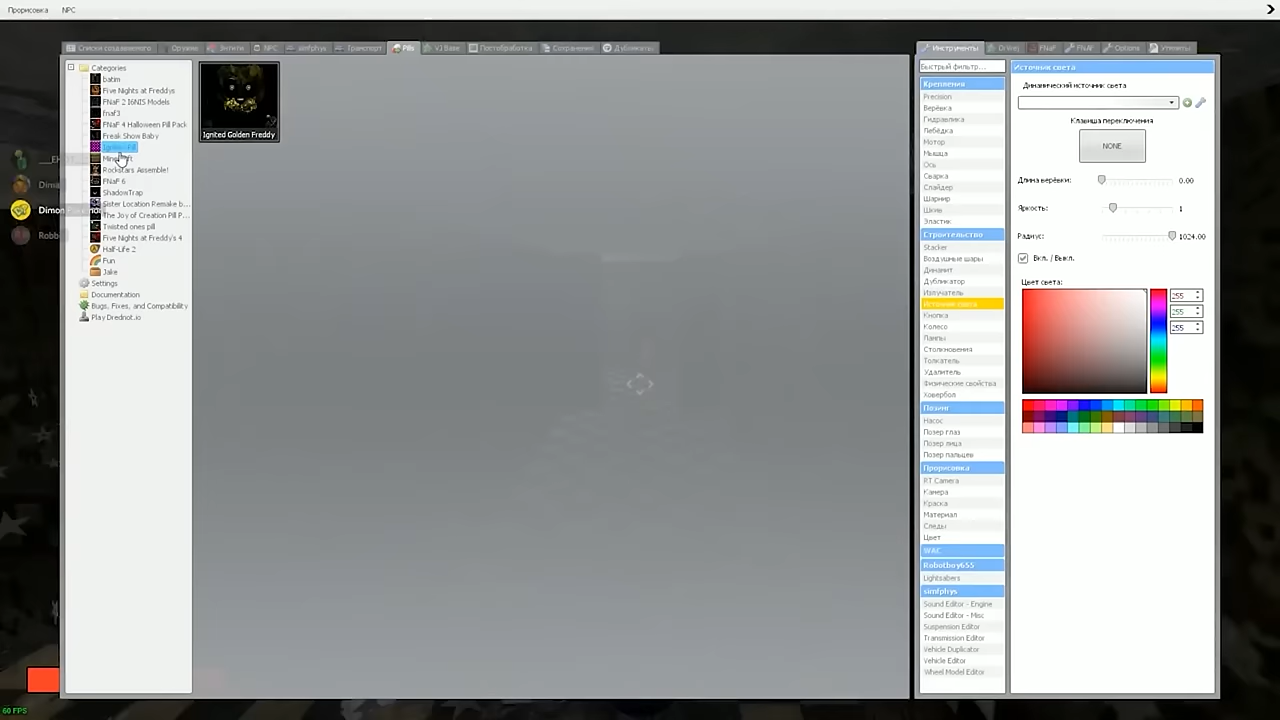 Прорисовка NPC
Списки создаваемого Оружие Энтити NPC simfphys Транспорт Pills VJ Base Постобработка Сохранения Дубликаты
Categories
batim
Five Nights at Freddys
FNaF 2 16NIS Models
fnaf3
FNaF 4 Halloween Pill Pack
Freak Show Baby
Rockstars Assemble!
FNaF 6
ShadowTrap
Sister Location Remake b...
The Joy of Creation Pill P...
Twisted ones pill
Five Nights at Freddy's 4
Half-Life 2
Fun
Jake
Settings
Documentation
Bugs, Fixes, and Compatibility
Play Drednot.io
Ignited Golden Freddy
Инструменты FNaF FNAF Options Утилиты
Быстрый фильтр...
Крепления
Precision
Верёвка
Гидравлика
Лебёдка
Мотор
Мышца
Ось
Сварка
Слайдер
Шарнир
Шкив
Эластик
Строительство
Stacker
Воздушные шары
Динамит
Дубликатор
Излучатель
Источник света
Кнопка
Колесо
Лампы
Столкновения
Толкатель
Удалитель
Физические свойства
Ховербол
Позинг
Насос
Позер глаз
Позер лица
Позер пальцев
Прорисовка
RT Camera
Камера
Краска
Материал
Следы
Цвет
WAC
Robotboy655
Lightsabers
simfphys
Sound Editor - Engine
Sound Editor - Misc
Suspension Editor
Transmission Editor
Vehicle Duplicator
Vehicle Editor
Wheel Model Editor
Источник света
Динамический источник света
Клавиша переключения
NONE
Длина верёвки: 0.00
Яркость: 1
Радиус: 1024.00
Вкл. / Выкл.
Цвет света:
255
255
255
60 FPS